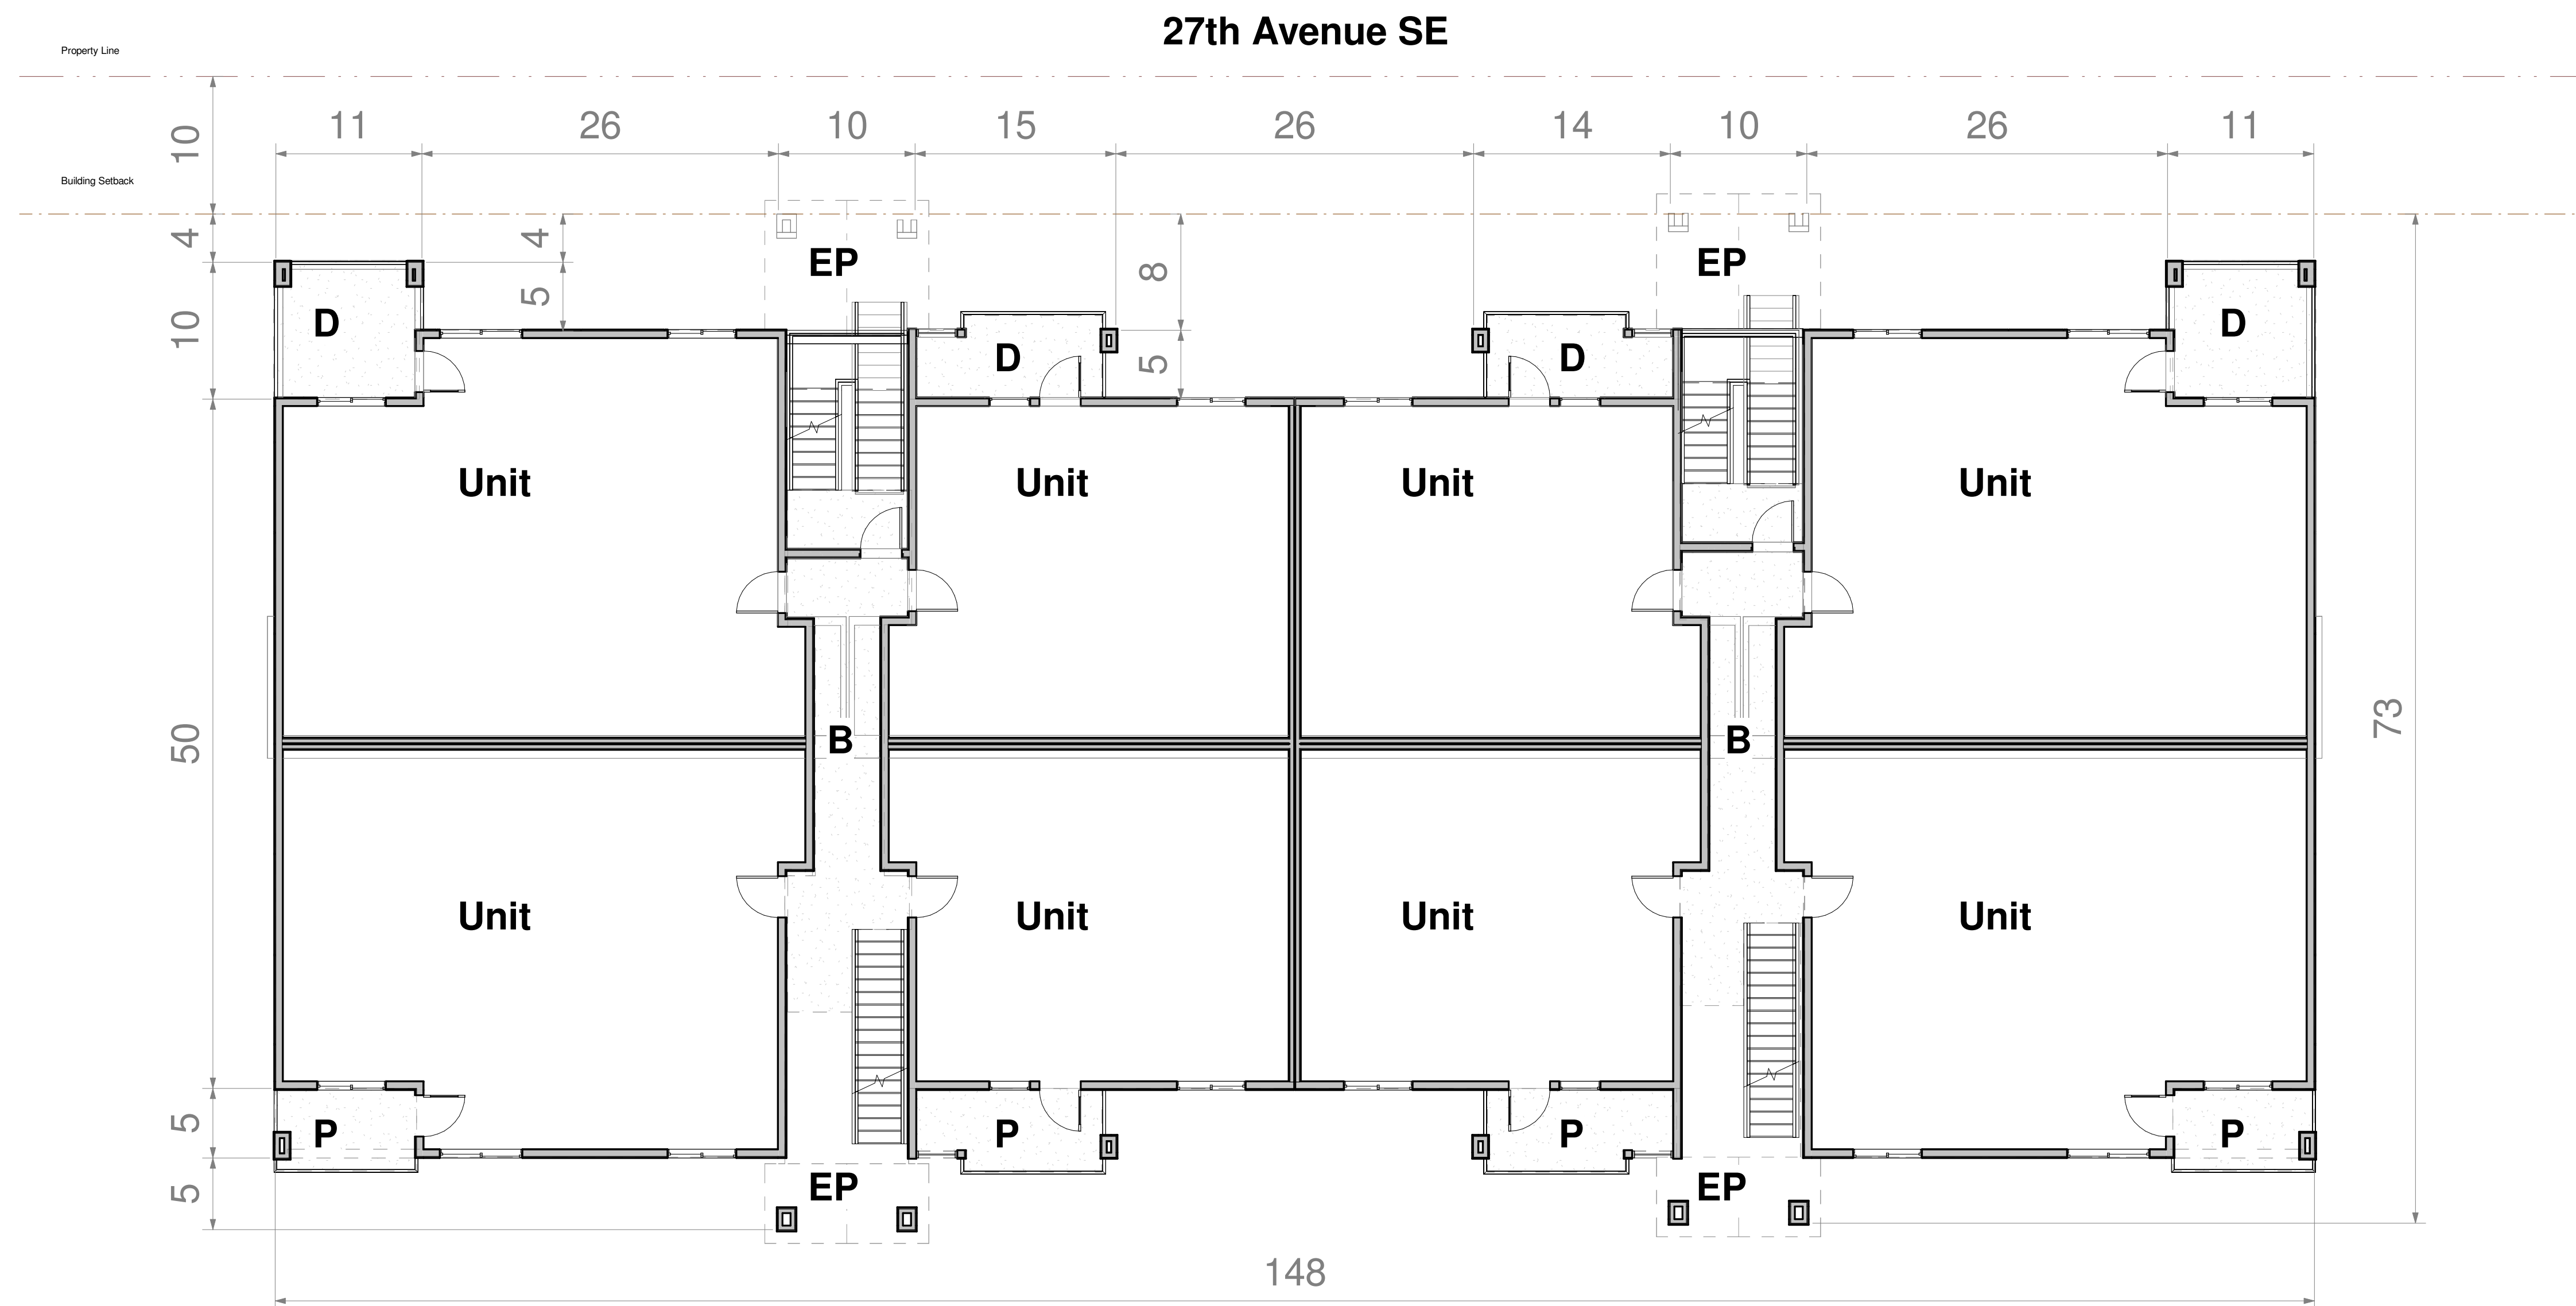 27th Avenue SE
Property Line
11 26 10 15 26 14 10 26 11
10
Building Setback
4 4 8
EP EP
5
10
D D
D D
5
Unit Unit Unit Unit
50
73
B B
Unit Unit Unit Unit
5
P P P P
5
EP EP
148